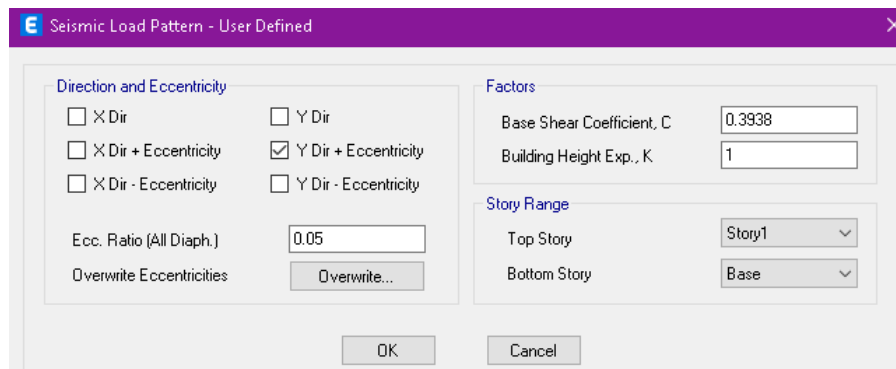 E Seismic Load Pattern - User Defined
Direction and Eccentricity
X Dir
Y Dir
X Dir + Eccentricity
Y Dir + Eccentricity
X Dir - Eccentricity
Y Dir - Eccentricity
Ecc. Ratio (All Diaph.)
0.05
Overwrite Eccentricities
Overwrite...
Factors
Base Shear Coefficient, C
0.3938
Building Height Exp., K
1
Story Range
Top Story
Story1
Bottom Story
Base
OK
Cancel